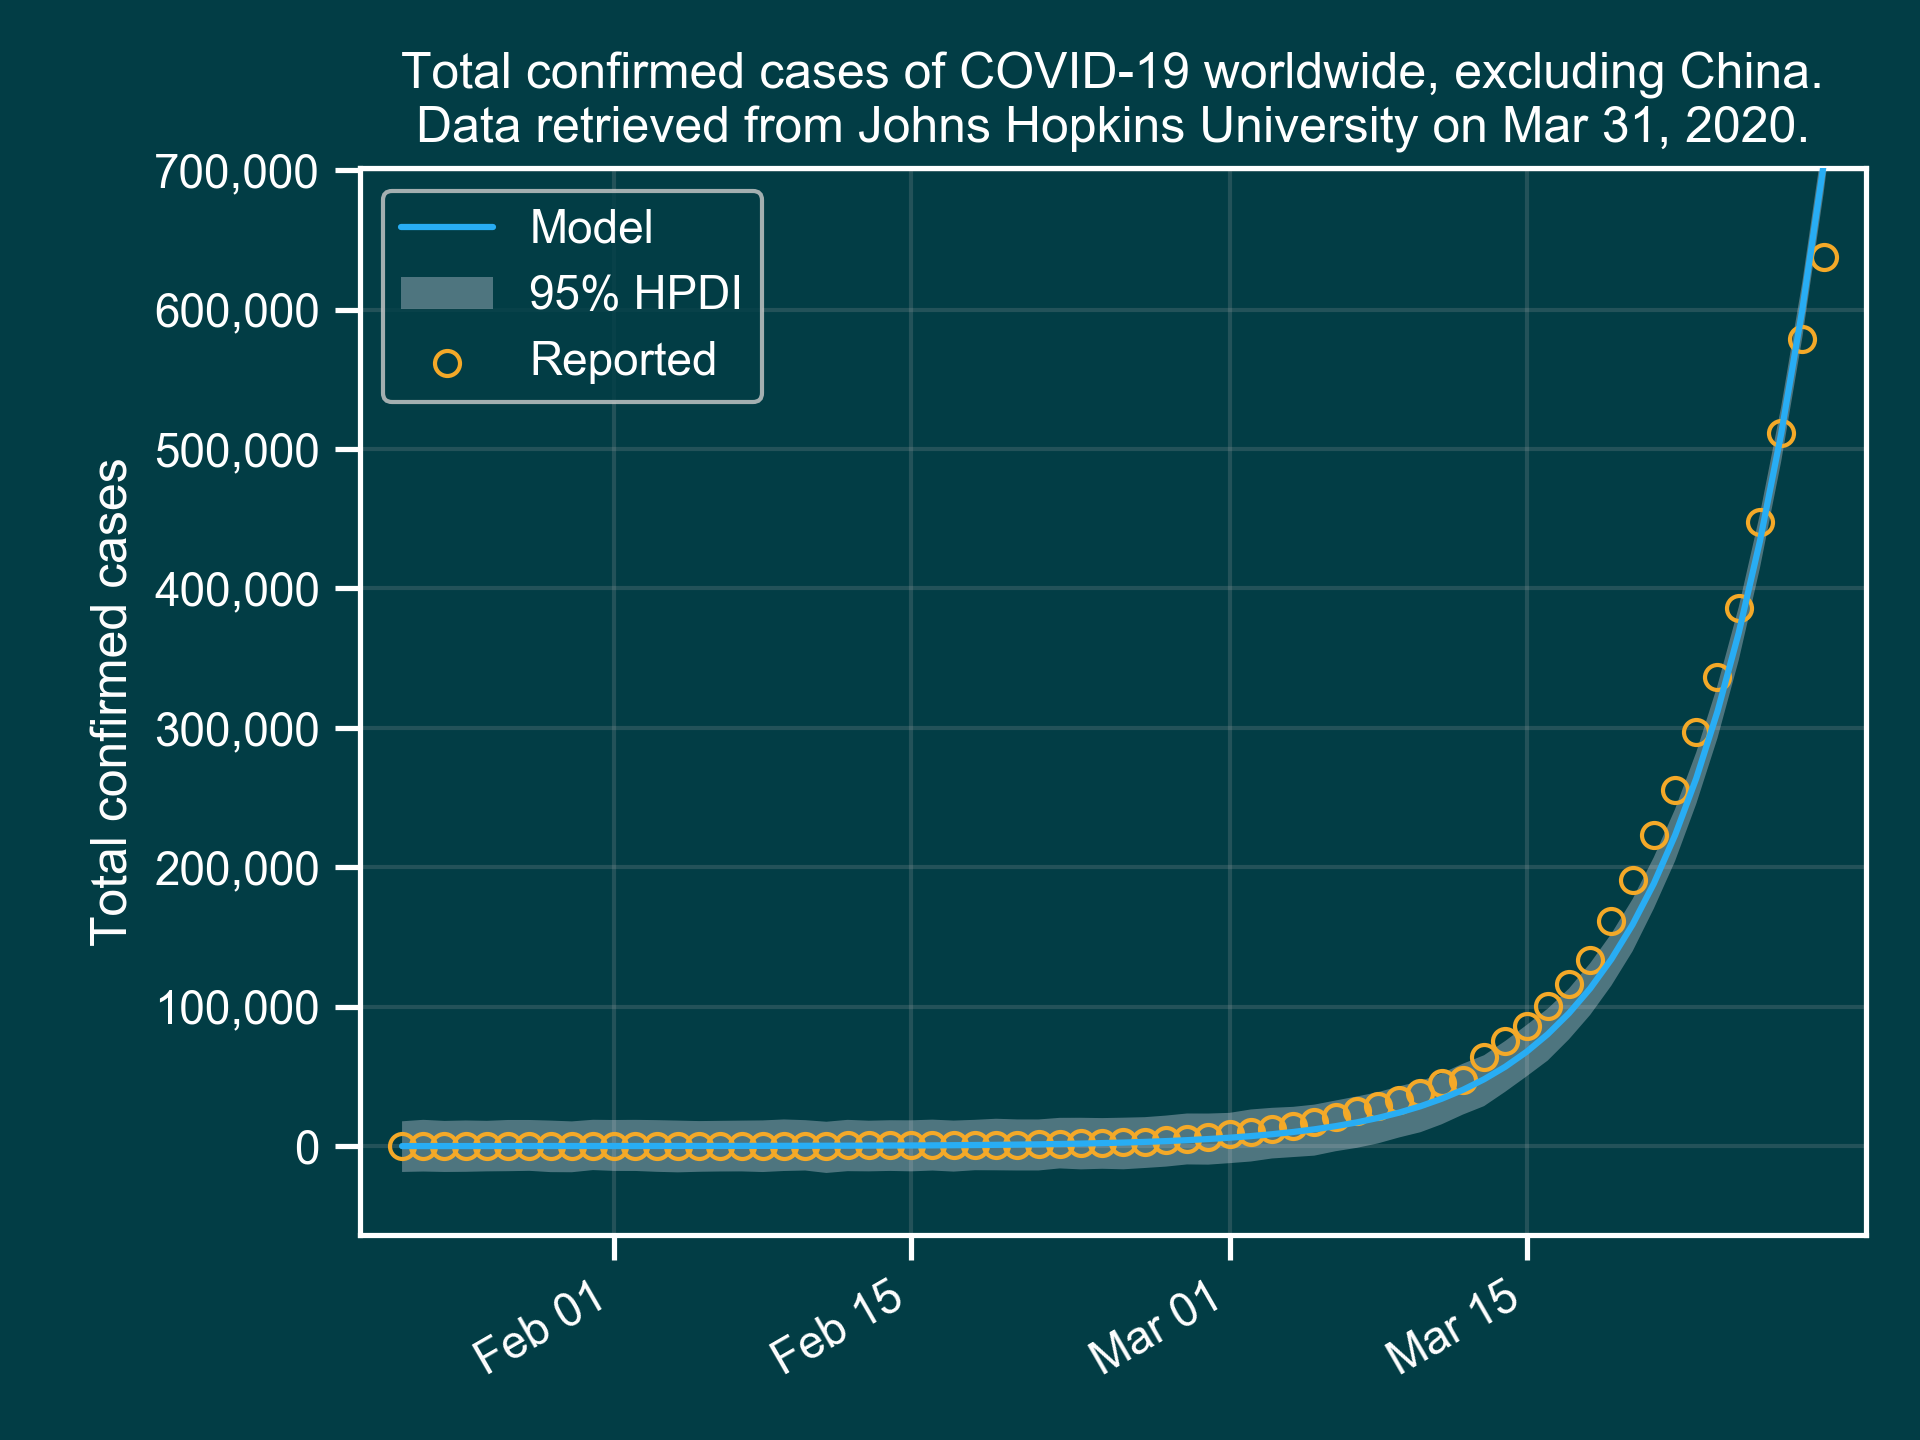 Total confirmed cases of COVID-19 worldwide, excluding China.
Data retrieved from Johns Hopkins University on Mar 31, 2020.
700,000
600,000
500,000
400,000
300,000
200,000
100,000
0
Total confirmed cases
Model
95% HPDI
Reported
Feb 01
Feb 15
Mar 01
Mar 15